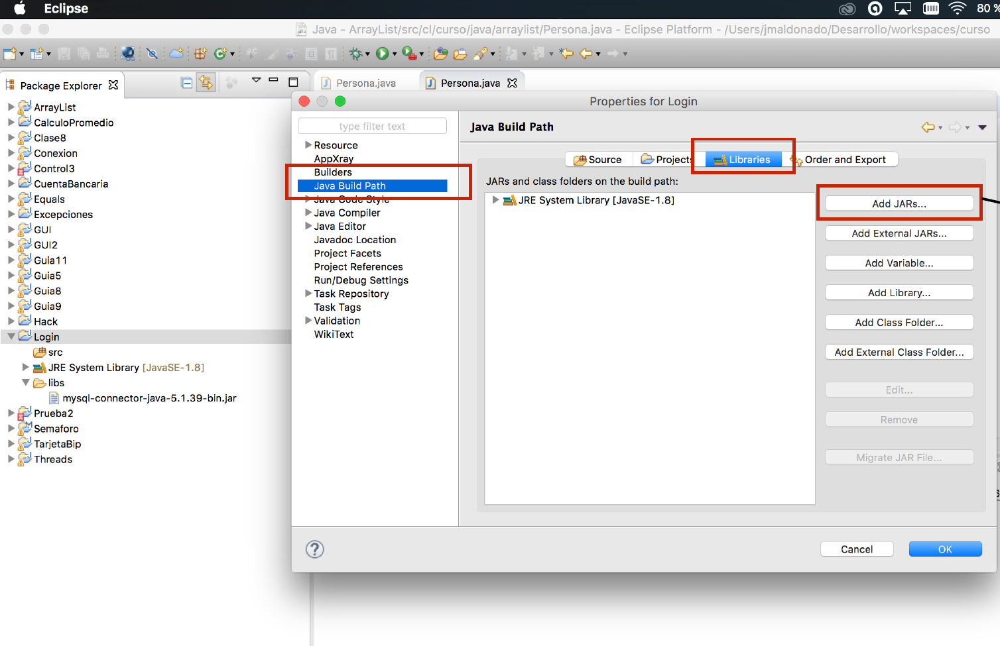 Eclipse
80 %
Java - ArrayList/src/cl/curso/java/arraylist/Persona.java - Eclipse Platform - /Users/jmaldonado/Desarrollo/workspaces/curso
Package Explorer
Persona.java
Persona.java
ArrayList
CalculoPromedio
Clase8
Conexion
Control3
CuentaBancaria
Equals
Excepciones
GUI
GUI2
Guia11
Guia5
Guia8
Guia9
Hack
Login
src
JRE System Library [JavaSE-1.8]
libs
mysql-connector-java-5.1.39-bin.jar
Prueba2
Semaforo
TarjetaBip
Threads
Properties for Login
type filter text
Resource
AppXray
Builders
Java Build Path
Java Code Style
Java Compiler
Java Editor
Javadoc Location
Project Facets
Project References
Run/Debug Settings
Task Repository
Task Tags
Validation
WikiText
Java Build Path
Source
Projects
Libraries
Order and Export
JARs and class folders on the build path:
JRE System Library [JavaSE-1.8]
Add JARs...
Add External JARs...
Add Variable...
Add Library...
Add Class Folder...
Add External Class Folder...
Edit...
Remove
Migrate JAR File...
Cancel
OK